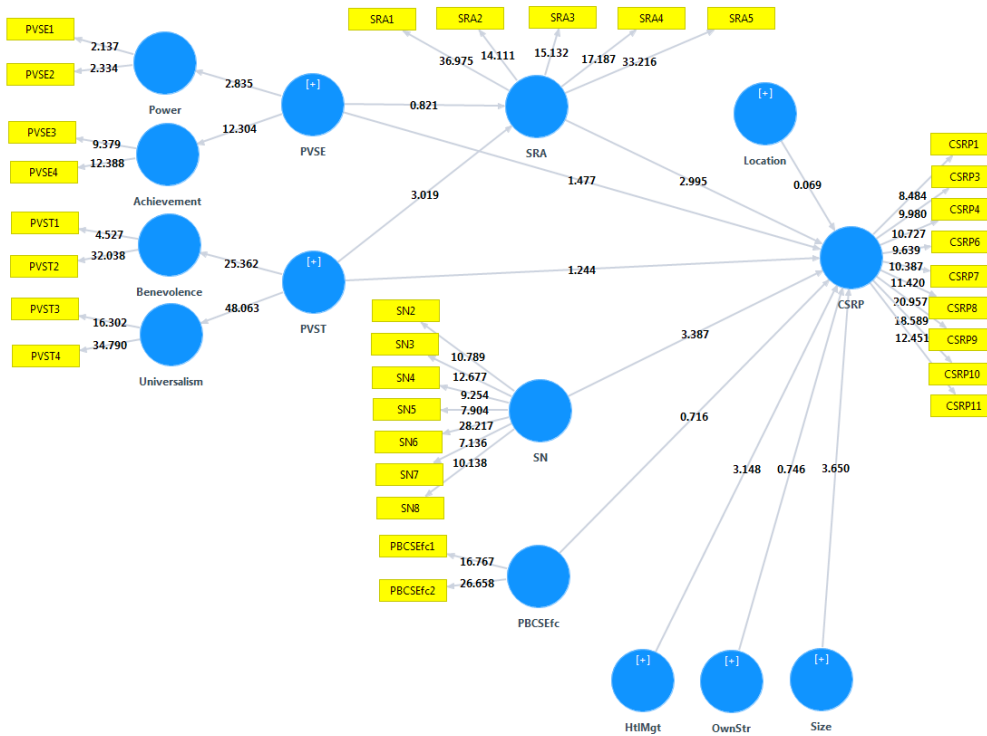 SRA1
SRA2
SRA3
SRA4
SRA5
36.975
14.111
15.132
17.187
33.216
SRA
PVSE1
PVSE2
2.137
2.334
Power
PVSE3
PVSE4
9.379
12.388
Achievement
PVST1
PVST2
4.527
32.038
Benevolence
PVST3
PVST4
16.302
34.790
Universalism
2.835
12.304
[+]
PVSE
25.362
48.063
[+]
PVST
0.821
3.019
1.477
1.244
2.995
[+]
Location
0.069
CSRP
CSRP1
CSRP3
CSRP4
CSRP6
CSRP7
CSRP8
CSRP9
CSRP10
CSRP11
8.484
9.980
10.727
9.639
10.387
11.420
20.957
18.589
12.451
SN2
SN3
SN4
SN5
SN6
SN7
SN8
10.789
12.677
9.254
7.904
28.217
7.136
10.138
SN
3.387
PBCSEfc1
PBCSEfc2
16.767
26.658
PBCSEfc
0.716
3.148
0.746
3.650
[+]
HtlMgt
[+]
OwnStr
[+]
Size